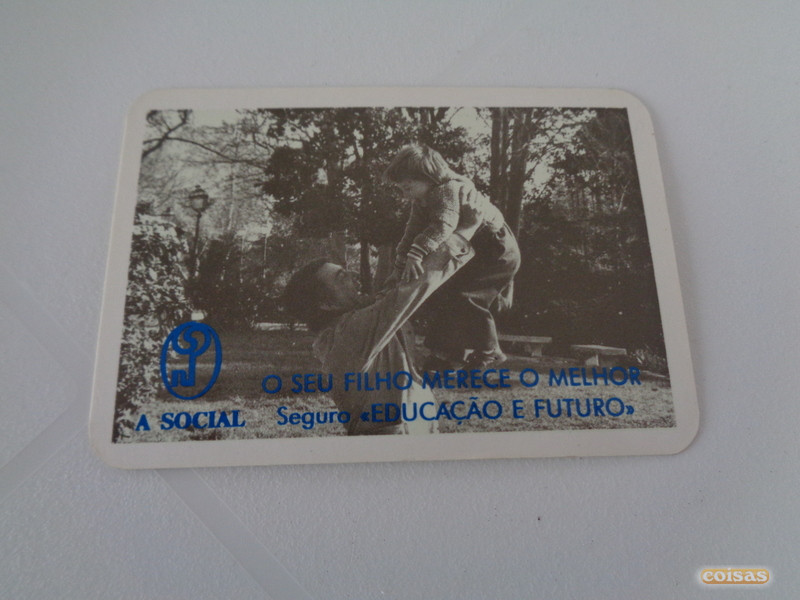 O SEU FILHO MERECE O MELHOR
A SOCIAL
Seguro «EDUCAÇÃO E FUTURO»
coisas